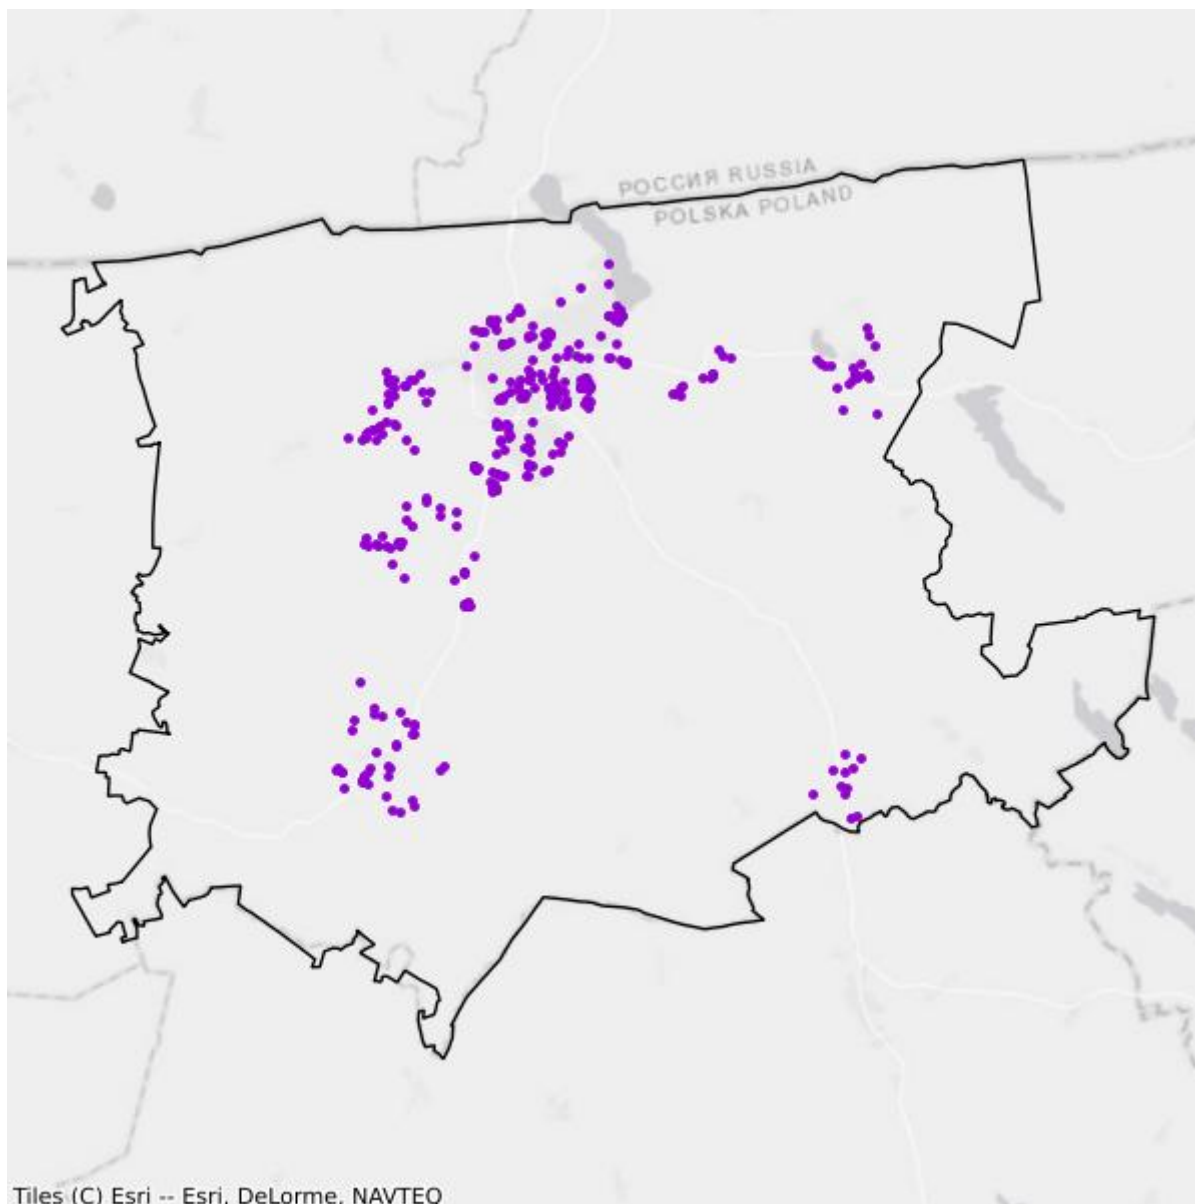 РОССИЯ RUSSIA
POLSKA POLAND
Tiles (C) Esri -- Esri, DeLorme, NAVTEQ